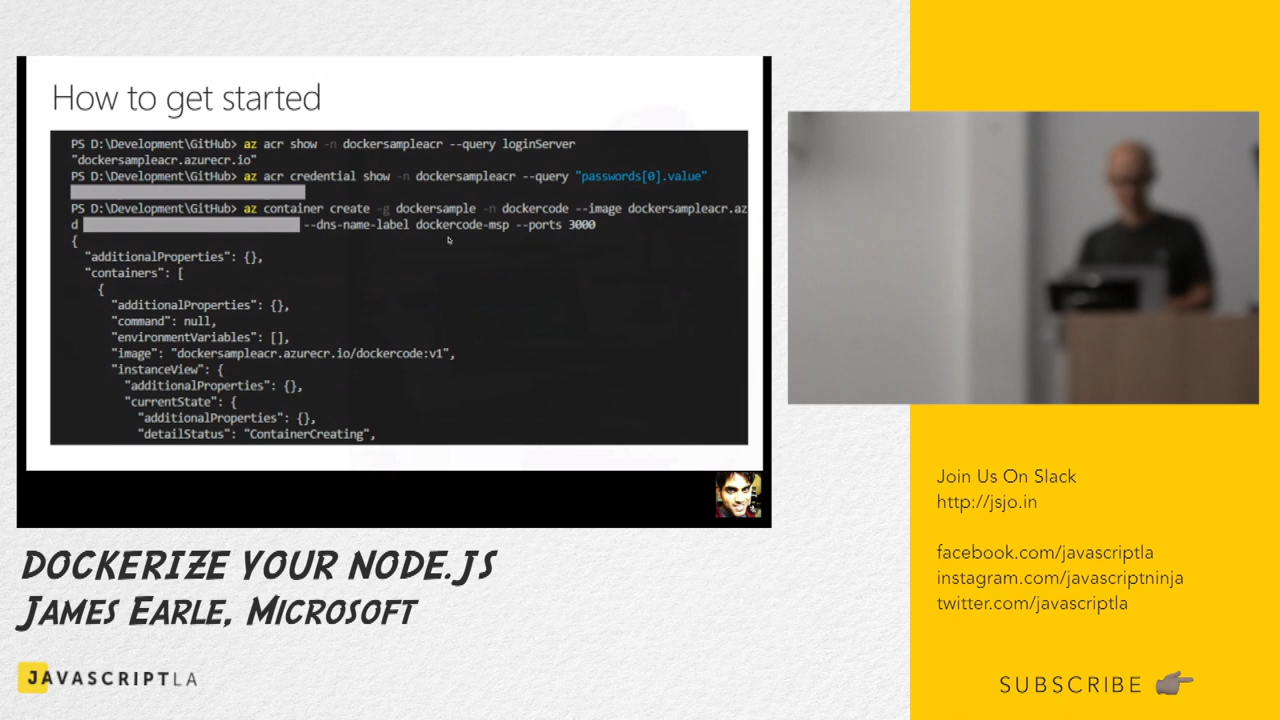 How to get started
PS D:\Development\GitHub> az acr show -n dockersampleacr --query loginServer
"dockersampleacr.azurecr.io"
PS D:\Development\GitHub> az acr credential show -n dockersampleacr --query "passwords[0].value"
PS D:\Development\GitHub> az container create -g dockersample -n dockercode --image dockersampleacr.az
d --dns-name-label dockercode-msp --ports 3000
{
"additionalProperties": {},
"containers": [
{
"additionalProperties": {},
"command": null,
"environmentVariables": [],
"image": "dockersampleacr.azurecr.io/dockercode:v1",
"instanceView": {
"additionalProperties": {},
"currentState": {
"additionalProperties": {},
"detailStatus": "ContainerCreating",
DOCKERIZE YOUR NODE.JS
JAMES EARLE, MICROSOFT
JAVASCRIPTLA
Join Us On Slack
http://jsjo.in
facebook.com/javascriptla
instagram.com/javascriptninja
twitter.com/javascriptla
SUBSCRIBE